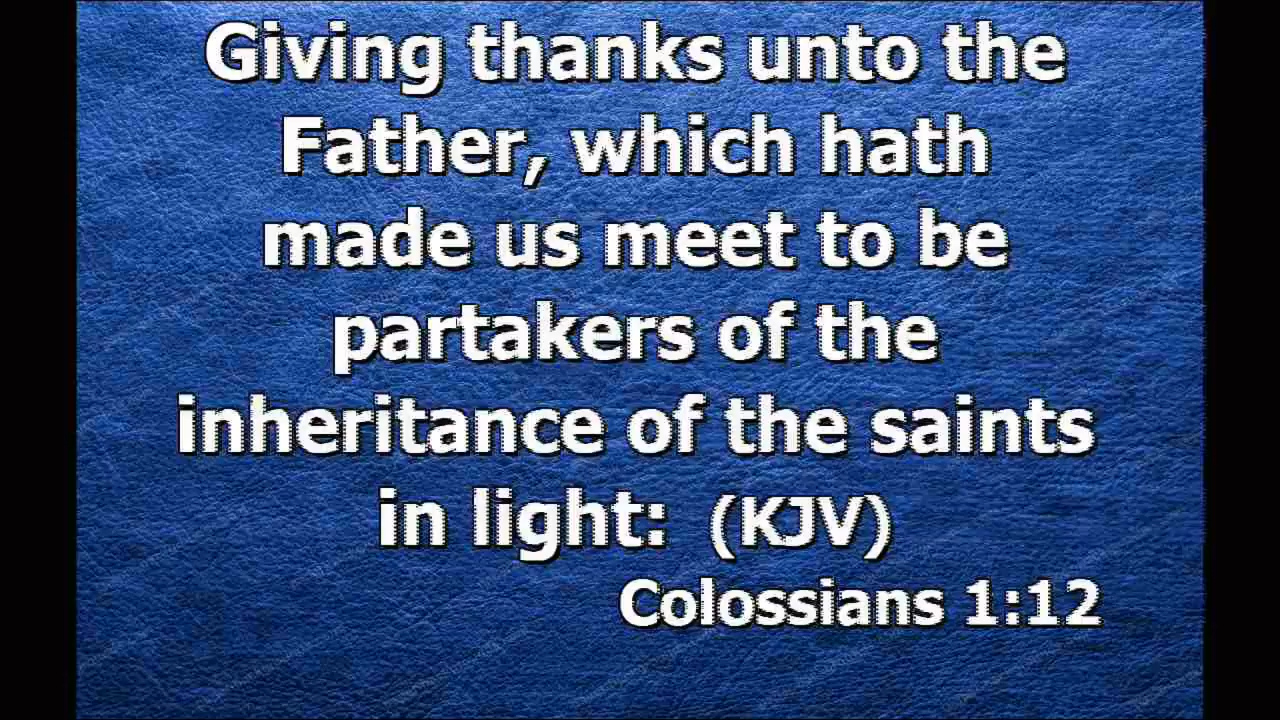 Giving thanks unto the
Father, which hath
made us meet to be
partakers of the
inheritance of the saints
in light: (KJV)
Colossians 1:12